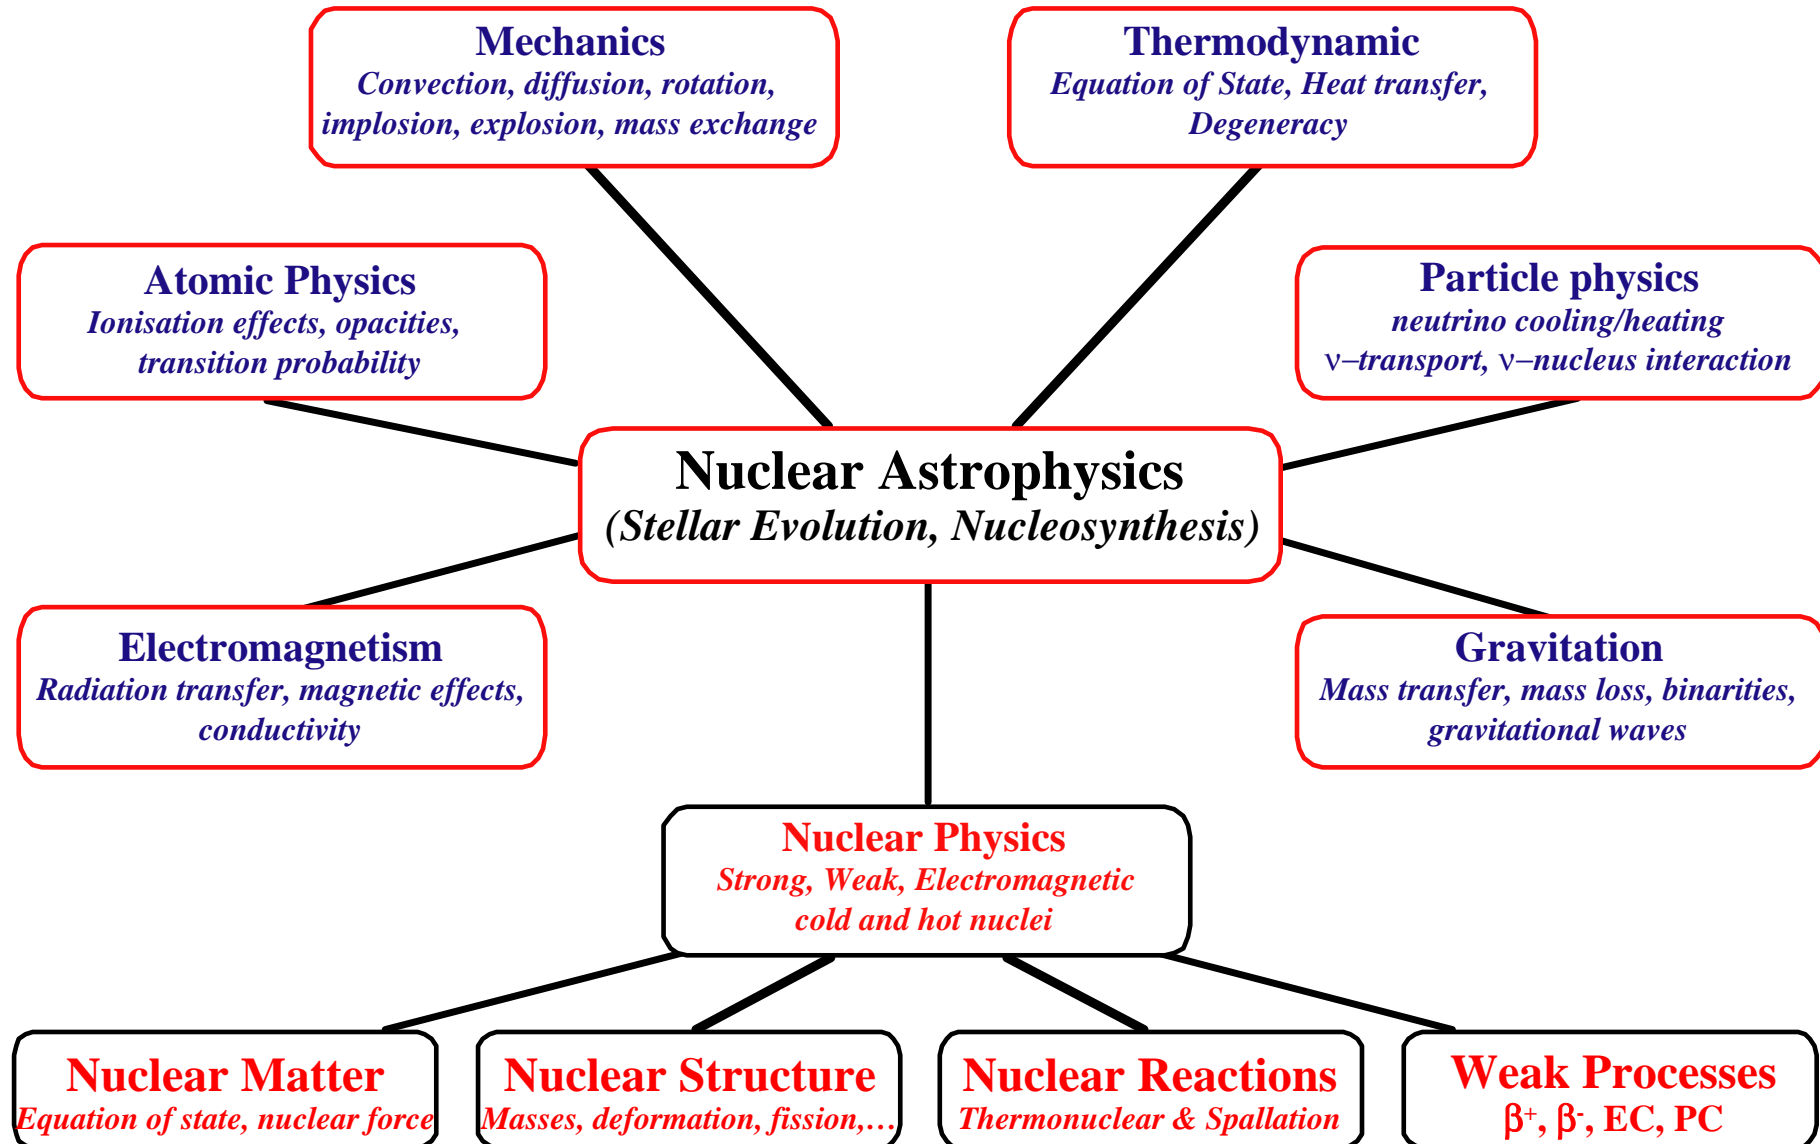 Mechanics
Convection, diffusion, rotation,
implosion, explosion, mass exchange
Thermodynamic
Equation of State, Heat transfer,
Degeneracy
Atomic Physics
Ionisation effects, opacities,
transition probability
Particle physics
neutrino cooling/heating
ν–transport, ν–nucleus interaction
Nuclear Astrophysics
(Stellar Evolution, Nucleosynthesis)
Electromagnetism
Radiation transfer, magnetic effects,
conductivity
Gravitation
Mass transfer, mass loss, binarities,
gravitational waves
Nuclear Physics
Strong, Weak, Electromagnetic
cold and hot nuclei
Nuclear Matter
Equation of state, nuclear force
Nuclear Structure
Masses, deformation, fission,…
Nuclear Reactions
Thermonuclear & Spallation
Weak Processes
β⁺, β⁻, EC, PC